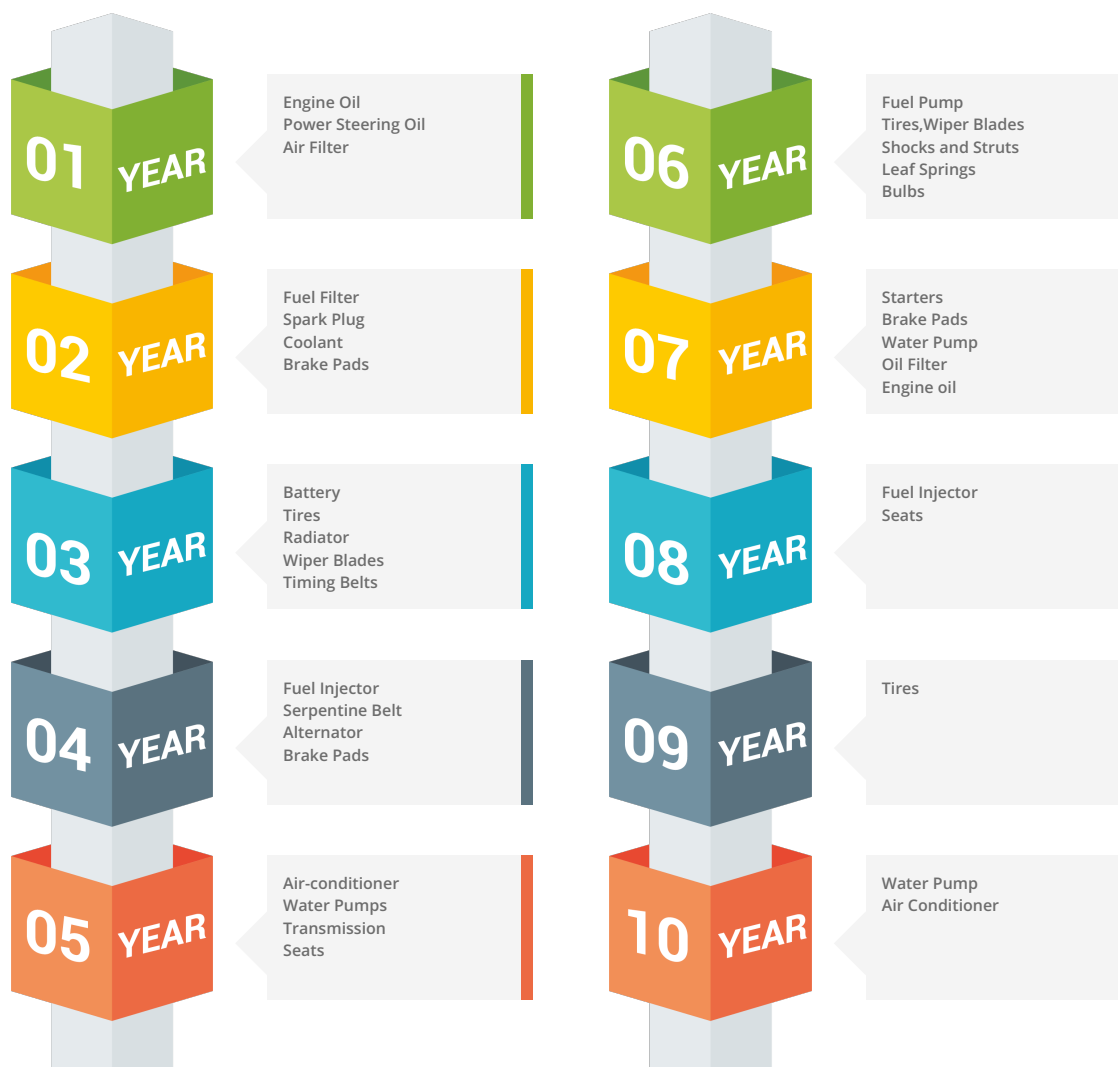 01 YEAR
Engine Oil
Power Steering Oil
Air Filter
02 YEAR
Fuel Filter
Spark Plug
Coolant
Brake Pads
03 YEAR
Battery
Tires
Radiator
Wiper Blades
Timing Belts
04 YEAR
Fuel Injector
Serpentine Belt
Alternator
Brake Pads
05 YEAR
Air-conditioner
Water Pumps
Transmission
Seats
06 YEAR
Fuel Pump
Tires,Wiper Blades
Shocks and Struts
Leaf Springs
Bulbs
07 YEAR
Starters
Brake Pads
Water Pump
Oil Filter
Engine oil
08 YEAR
Fuel Injector
Seats
09 YEAR
Tires
10 YEAR
Water Pump
Air Conditioner